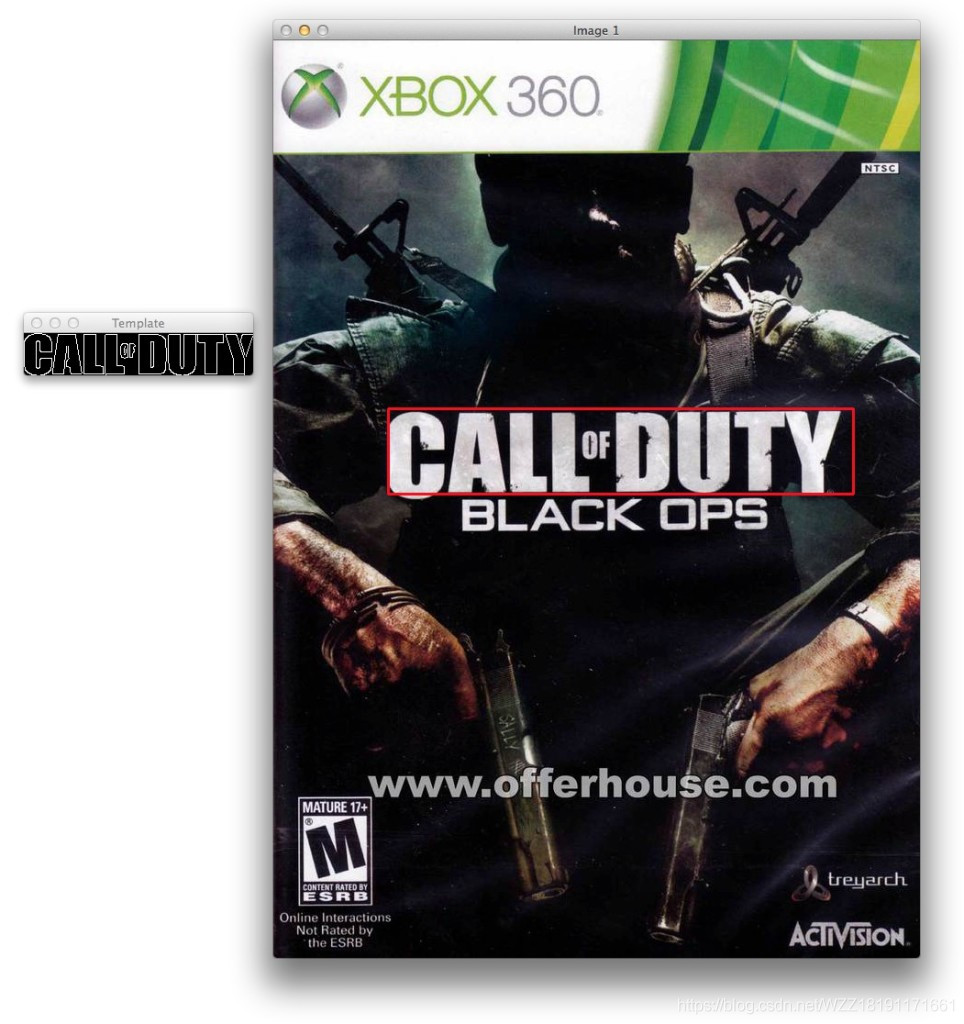 Image 1
XBOX 360
NTSC
Template
CALL OF DUTY
CALL OF DUTY
BLACK OPS
SALLY
www.offerhouse.com
MATURE 17+
M
®
CONTENT RATED BY
ESRB
Online Interactions
Not Rated by
the ESRB
treyarch
ACTIVISION
https://blog.csdn.net/WZZ18191171661